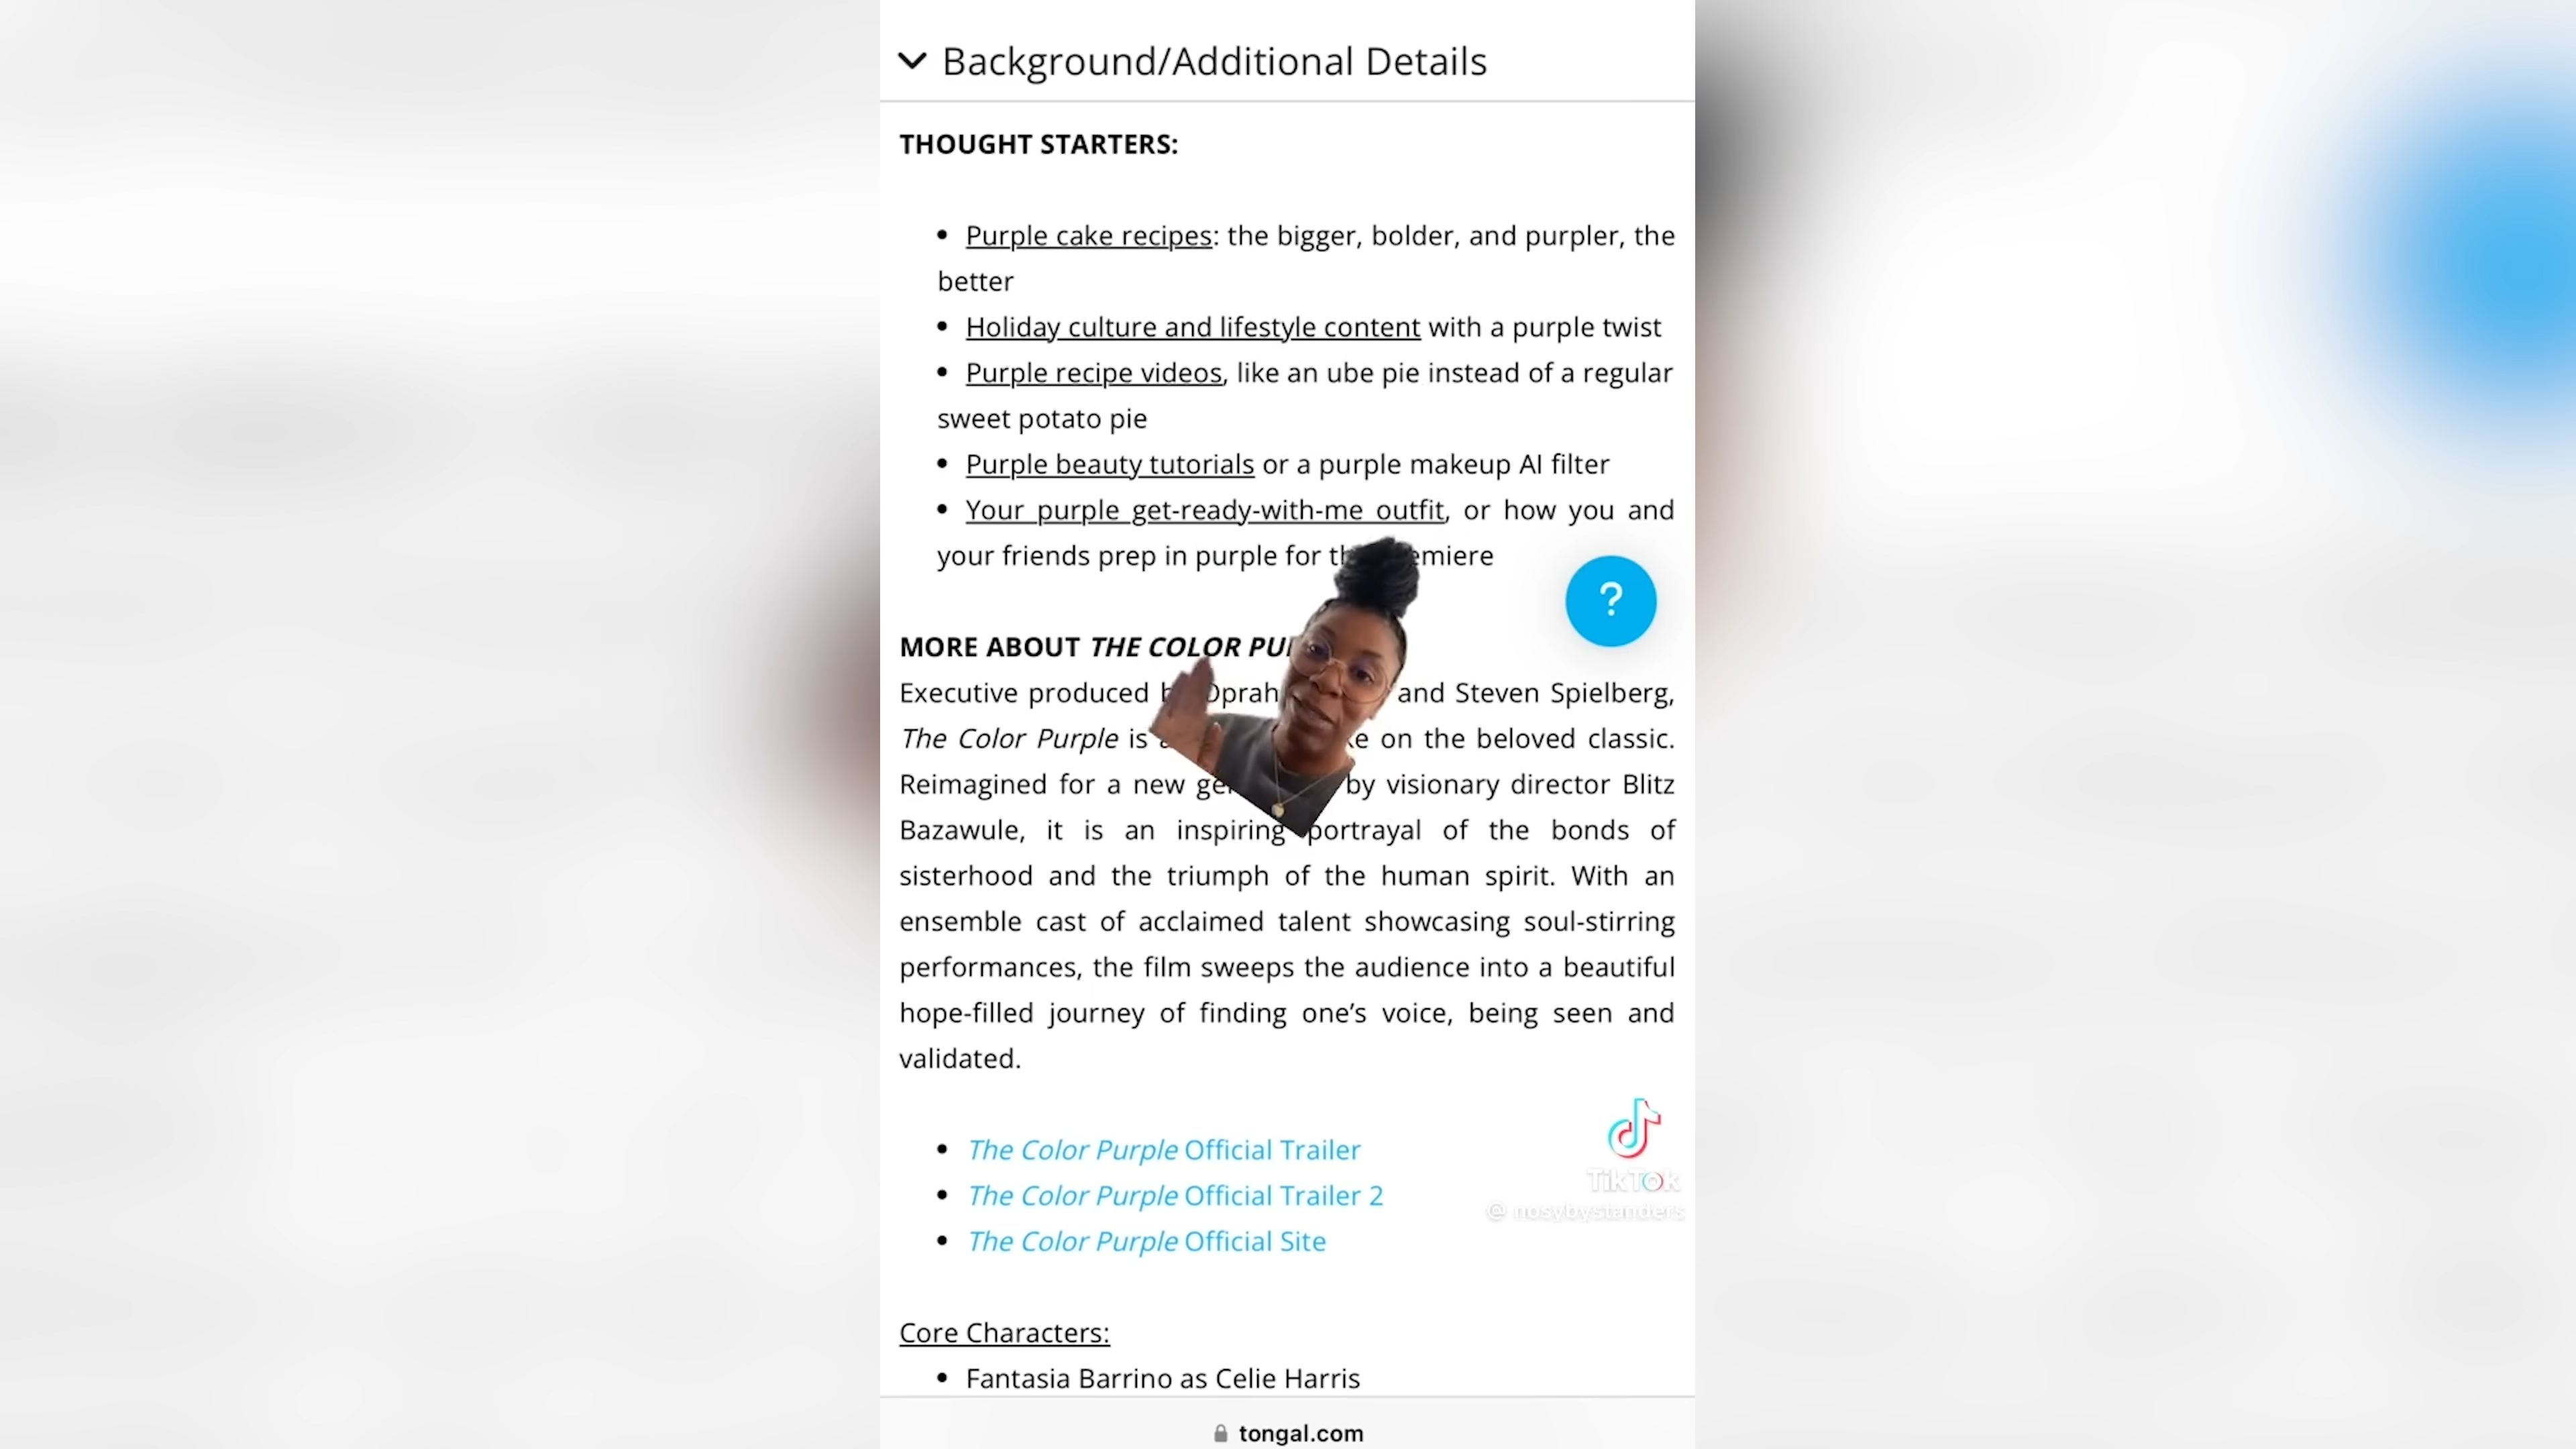 Background/Additional Details
THOUGHT STARTERS:
• Purple cake recipes: the bigger, bolder, and purpler, the
better
• Holiday culture and lifestyle content with a purple twist
• Purple recipe videos, like an ube pie instead of a regular
sweet potato pie
• Purple beauty tutorials or a purple makeup AI filter
• Your purple get-ready-with-me outfit, or how you and
your friends prep in purple for
?
MORE ABOUT THE COLOR
Executive produced Oprah and Steven Spielberg,
The Color Purple is on the beloved classic.
Reimagined for a new by visionary director Blitz
Bazawule, it is an inspiring portrayal of the bonds of
sisterhood and the triumph of the human spirit. With an
ensemble cast of acclaimed talent showcasing soul-stirring
performances, the film sweeps the audience into a beautiful
hope-filled journey of finding one's voice, being seen and
validated.
• The Color Purple Official Trailer
• The Color Purple Official Trailer 2
• The Color Purple Official Site
TikTok
@ nosybystanders
Core Characters:
• Fantasia Barrino as Celie Harris
tongal.com